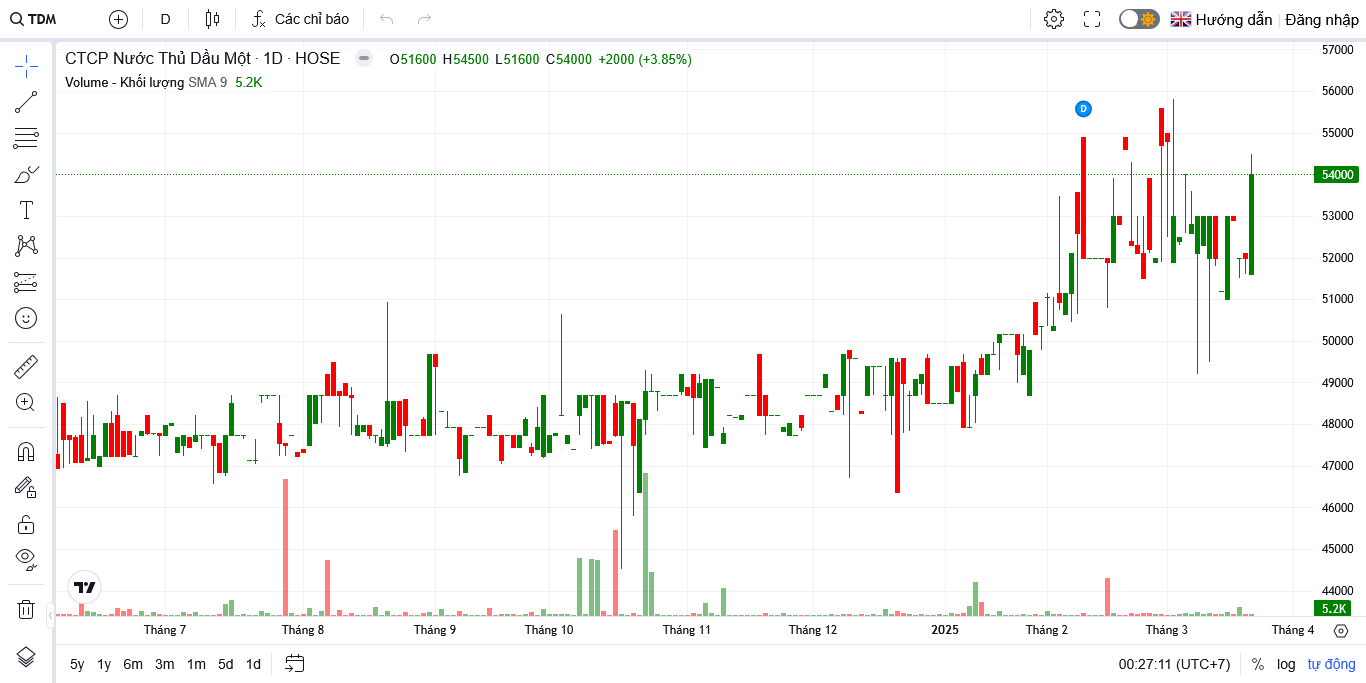 TDM D Các chỉ báo Hướng dẫn Đăng nhập
CTCP Nước Thủ Dầu Một · 1D · HOSE O51600 H54500 L51600 C54000 +2000 (+3.85%)
Volume - Khối lượng SMA 9 5.2K
57000
56000
55000
54000
53000
52000
51000
50000
49000
48000
47000
46000
45000
44000
5.2K
D
Tháng 7 Tháng 8 Tháng 9 Tháng 10 Tháng 11 Tháng 12 2025 Tháng 2 Tháng 3 Tháng 4
5y 1y 6m 3m 1m 5d 1d 00:27:11 (UTC+7) % log tự động